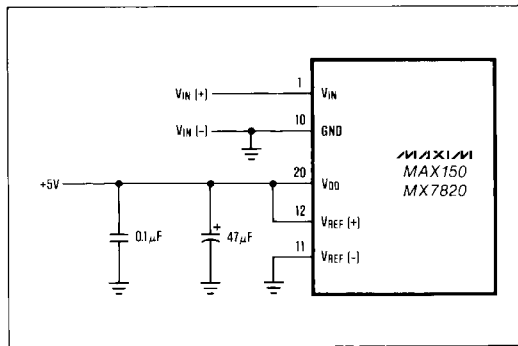 1
VIN (+) VIN
10
VIN (-) GND
MAXIM
MAX150
MX7820
20
+5V VDD
12
VREF (+)
0.1µF
+
47µF
11
VREF (-)